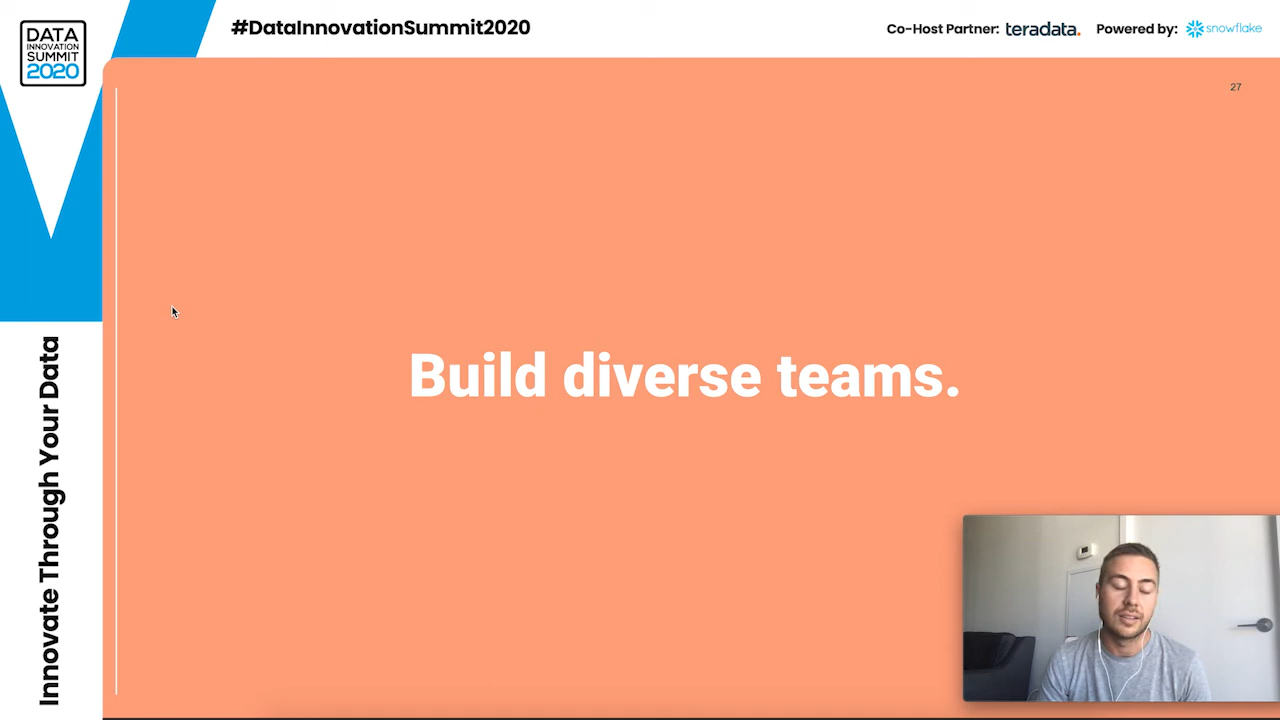 DATA
INNOVATION
SUMMIT
2020
#DataInnovationSummit2020
Co-Host Partner: teradata.
Powered by: snowflake
27
Build diverse teams.
Innovate Through Your Data